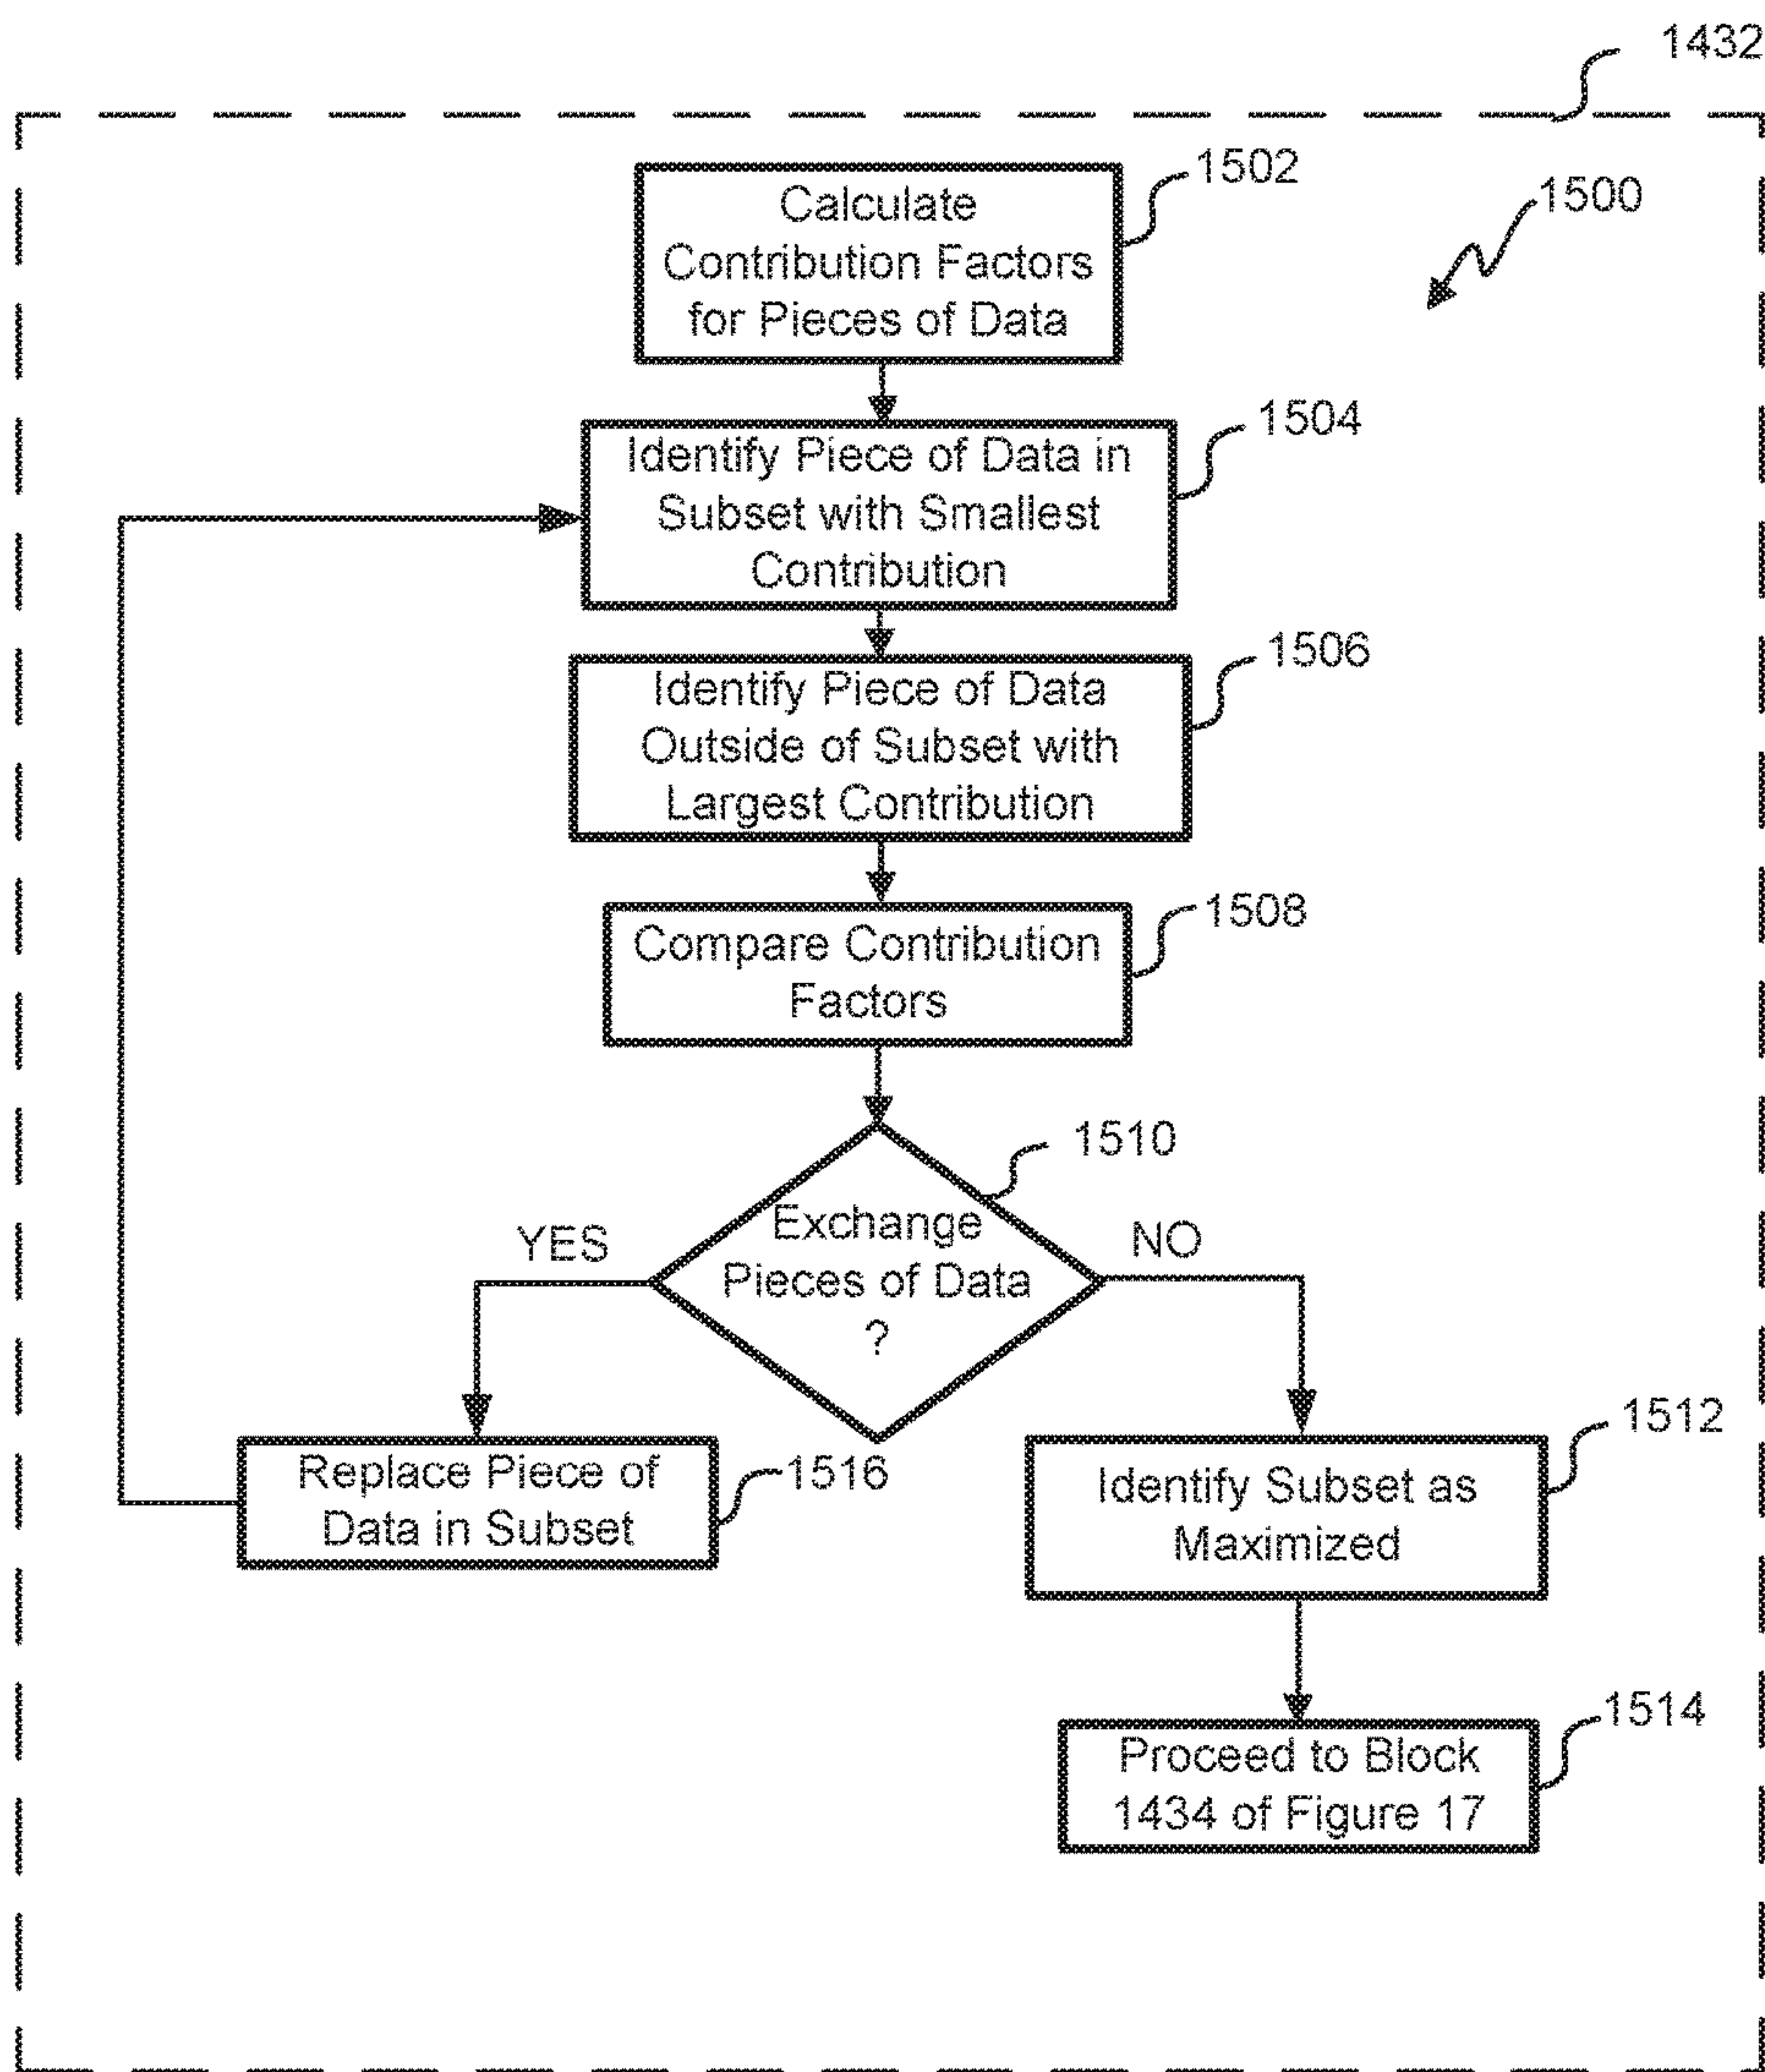 1432
1502
1500
Calculate
Contribution Factors
for Pieces of Data
1504
Identify Piece of Data in
Subset with Smallest
Contribution
1506
Identify Piece of Data
Outside of Subset with
Largest Contribution
1508
Compare Contribution
Factors
1510
Exchange
Pieces of Data
?
YES
NO
1512
Replace Piece of
Data in Subset
1516
Identify Subset as
Maximized
1514
Proceed to Block
1434 of Figure 17